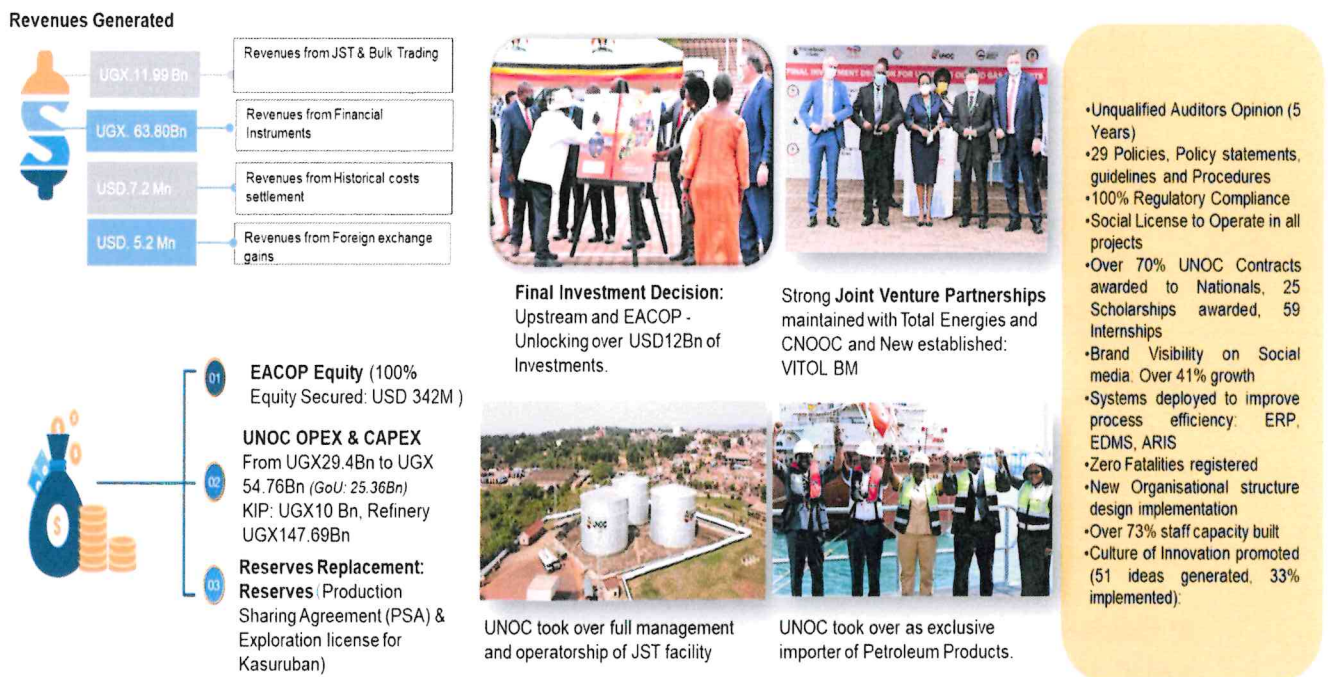 Revenues Generated
UGX.11.99 Bn
Revenues from JST & Bulk Trading
UGX. 63.80Bn
Revenues from Financial
Instruments
USD.7.2 Mn
Revenues from Historical costs
settlement
USD. 5.2 Mn
Revenues from Foreign exchange
gains
01
EACOP Equity (100%
Equity Secured: USD 342M )
02
UNOC OPEX & CAPEX
From UGX29.4Bn to UGX
54.76Bn (GoU: 25.36Bn)
KIP: UGX10 Bn, Refinery
UGX147.69Bn
03
Reserves Replacement:
Reserves (Production
Sharing Agreement (PSA) &
Exploration license for
Kasuruban)
Final Investment Decision:
Upstream and EACOP -
Unlocking over USD12Bn of
Investments.
UNOC
FINAL INVESTMENT DECISION FOR
Strong Joint Venture Partnerships
maintained with Total Energies and
CNOOC and New established:
VITOL BM
UNOC
UNOC took over full management
and operatorship of JST facility
UNOC took over as exclusive
importer of Petroleum Products.
•Unqualified Auditors Opinion (5
Years)
•29 Policies, Policy statements,
guidelines and Procedures
•100% Regulatory Compliance
•Social License to Operate in all
projects
•Over 70% UNOC Contracts
awarded to Nationals, 25
Scholarships awarded, 59
Internships
•Brand Visibility on Social
media. Over 41% growth
•Systems deployed to improve
process efficiency: ERP,
EDMS, ARIS
•Zero Fatalities registered
•New Organisational structure
design implementation
•Over 73% staff capacity built
•Culture of Innovation promoted
(51 ideas generated, 33%
implemented):